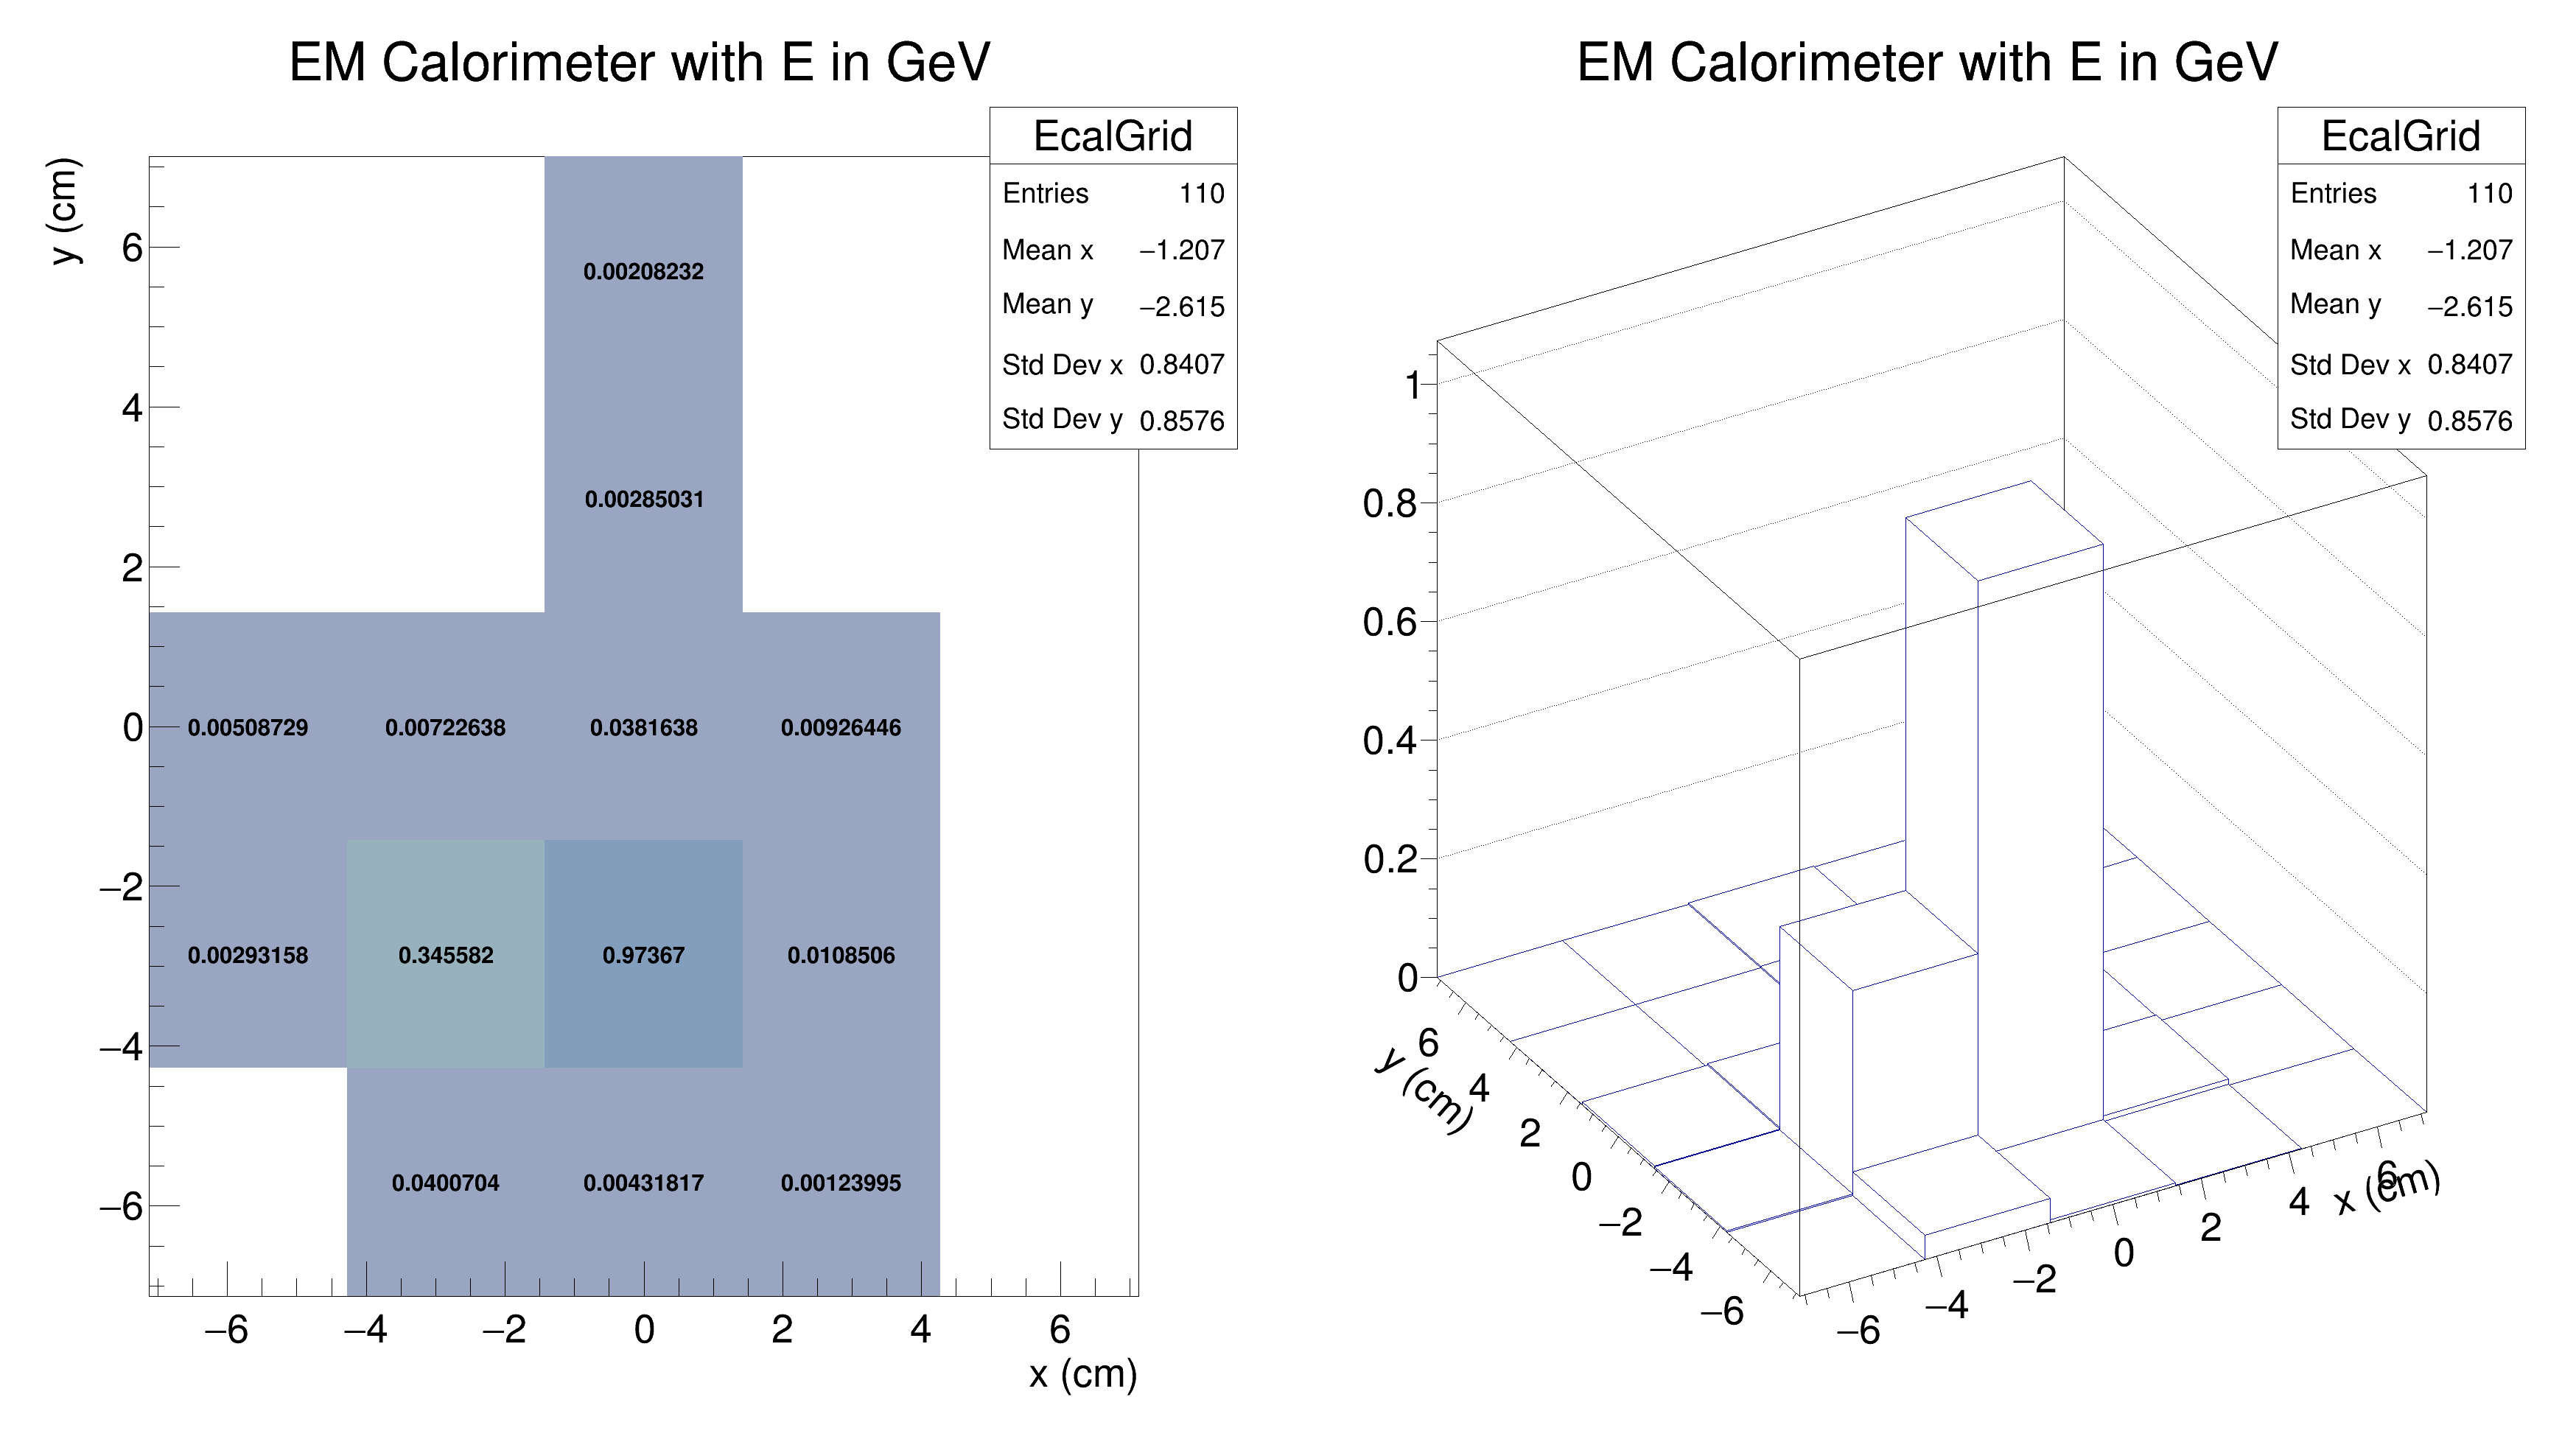 EM Calorimeter with E in GeV
EcalGrid
Entries 110
Mean x −1.207
Mean y −2.615
Std Dev x 0.8407
Std Dev y 0.8576
y (cm)
6
4
2
0
−2
−4
−6
0.00208232
0.00285031
0.00508729 0.00722638 0.0381638 0.00926446
0.00293158 0.345582 0.97367 0.0108506
0.0400704 0.00431817 0.00123995
−6 −4 −2 0 2 4 6
x (cm)
EM Calorimeter with E in GeV
EcalGrid
Entries 110
Mean x −1.207
Mean y −2.615
Std Dev x 0.8407
Std Dev y 0.8576
1
0.8
0.6
0.4
0.2
0
y (cm)
6
4
2
0
−2
−4
−6
−6
−4
−2
0
2
4
6
x (cm)